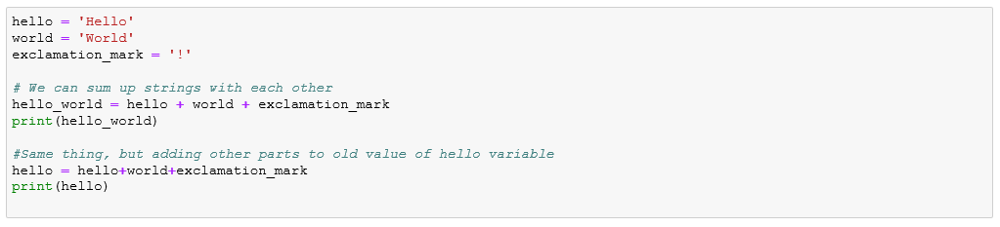 hello = 'Hello'
world = 'World'
exclamation_mark = '!'
# We can sum up strings with each other
hello_world = hello + world + exclamation_mark
print(hello_world)
#Same thing, but adding other parts to old value of hello variable
hello = hello+world+exclamation_mark
print(hello)